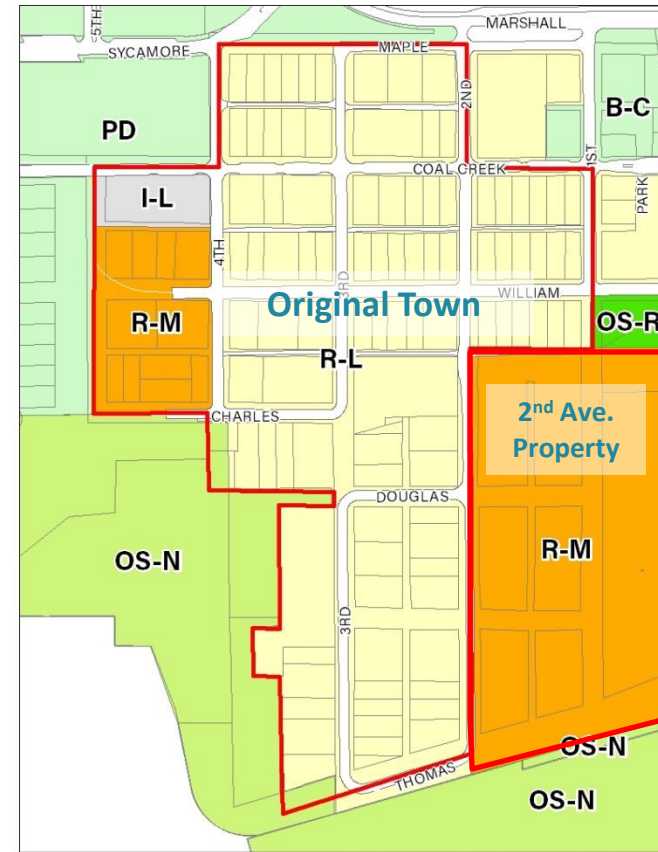 5TH
MARSHALL
SYCAMORE
MAPLE
2ND
B-C
PD
1ST
COAL CREEK
I-L
PARK
4TH
3RD
WILLIAM
Original Town
OS-R
R-M
R-L
2nd Ave.
Property
CHARLES
DOUGLAS
R-M
OS-N
3RD
OS-N
THOMAS
OS-N